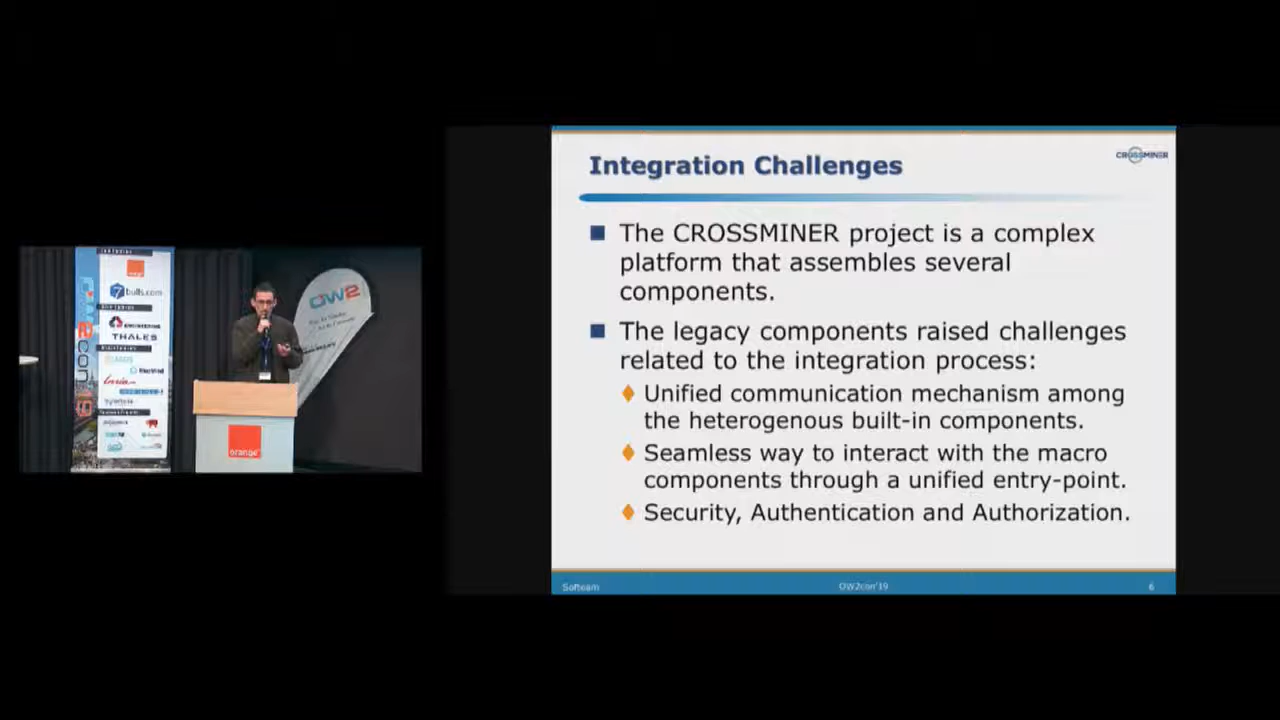 Integration Challenges
CROSSMINER
The CROSSMINER project is a complex
platform that assembles several
components.
The legacy components raised challenges
related to the integration process:
Unified communication mechanism among
the heterogenous built-in components.
Seamless way to interact with the macro
components through a unified entry-point.
Security, Authentication and Authorization.
Softeam
OW2con'19
6
7bulls.com
THALES
Inria
OW2
orange